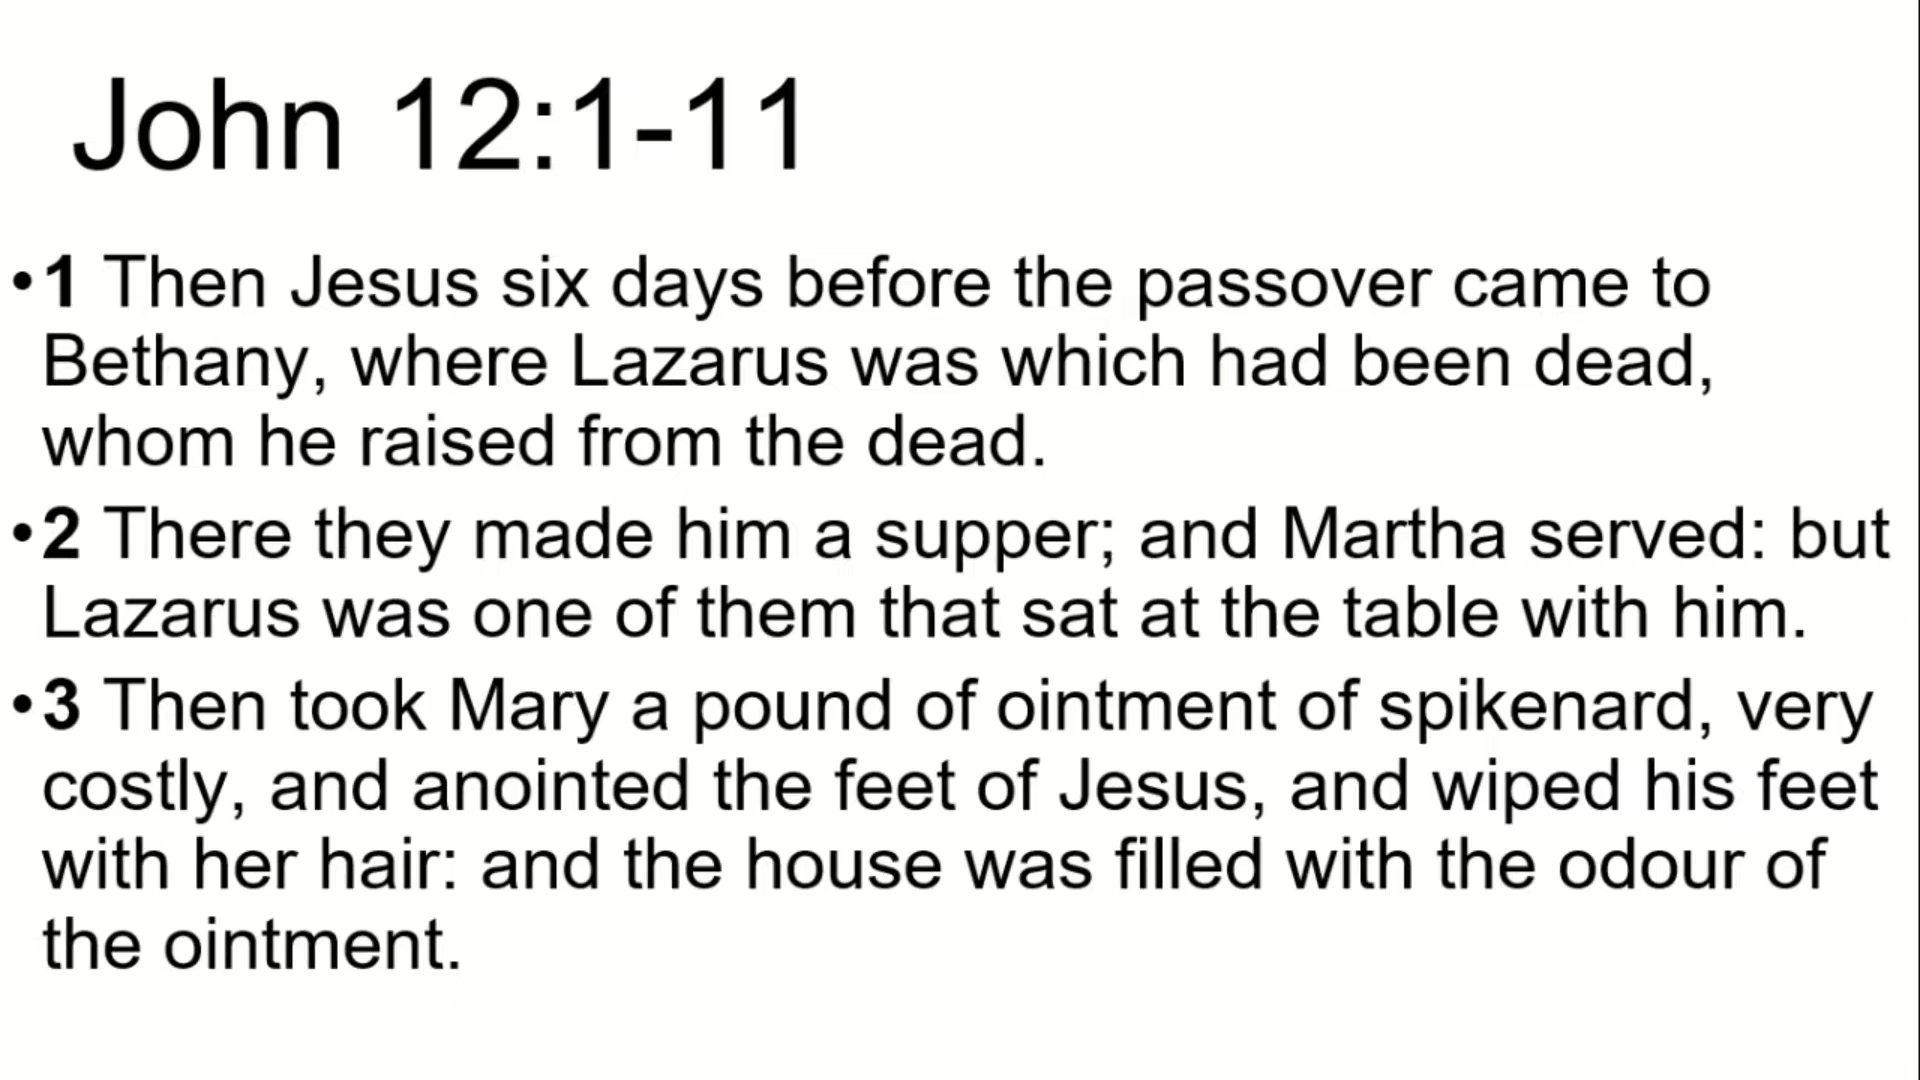 John 12:1-11
•1 Then Jesus six days before the passover came to
Bethany, where Lazarus was which had been dead,
whom he raised from the dead.
•2 There they made him a supper; and Martha served: but
Lazarus was one of them that sat at the table with him.
•3 Then took Mary a pound of ointment of spikenard, very
costly, and anointed the feet of Jesus, and wiped his feet
with her hair: and the house was filled with the odour of
the ointment.